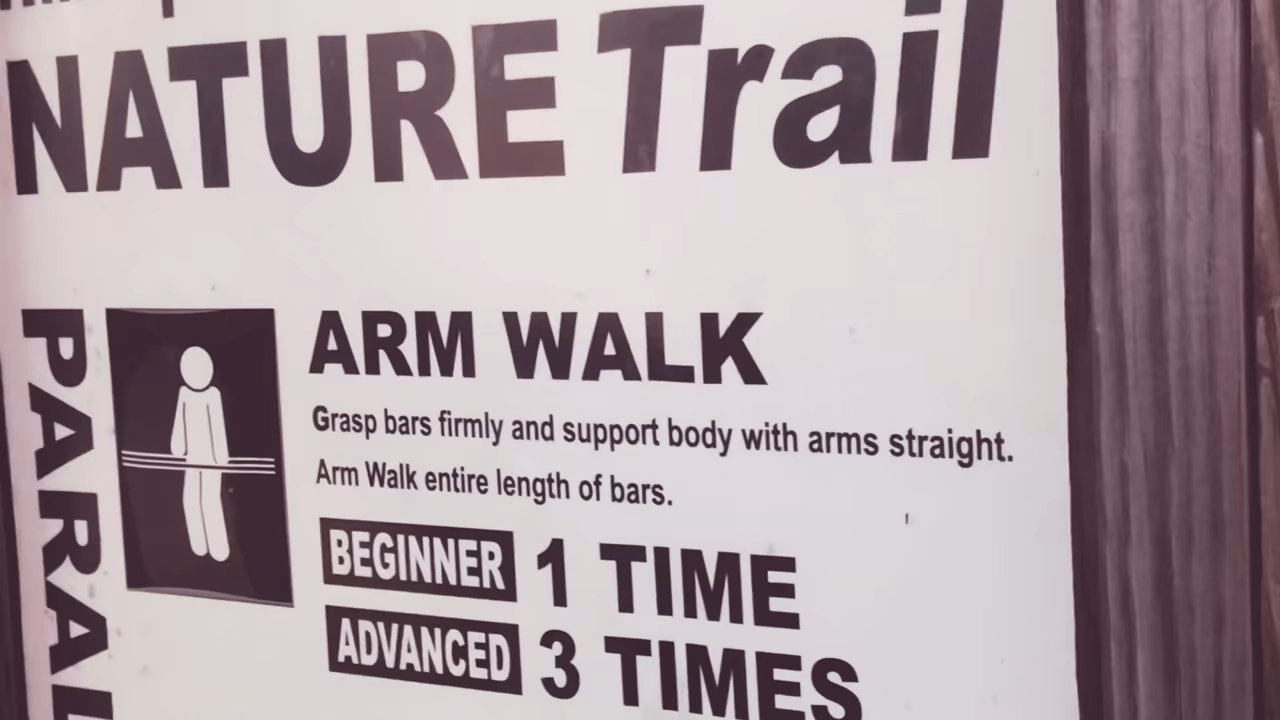 NATURE Trail
PARAL
ARM WALK
Grasp bars firmly and support body with arms straight.
Arm Walk entire length of bars.
BEGINNER 1 TIME
ADVANCED 3 TIMES